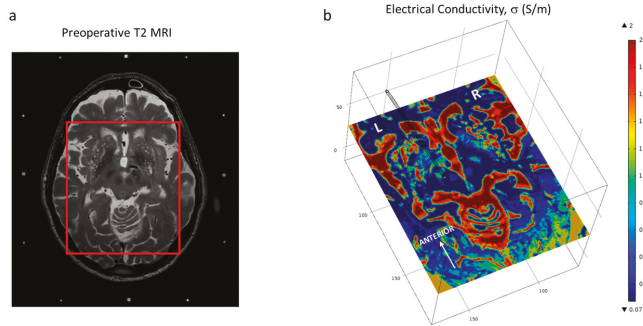 a
Preoperative T2 MRI
b
Electrical Conductivity, σ (S/m)
▲ 2
2
L
R
50
0
100
150
ANTERIOR
150
100
▼ 0.07